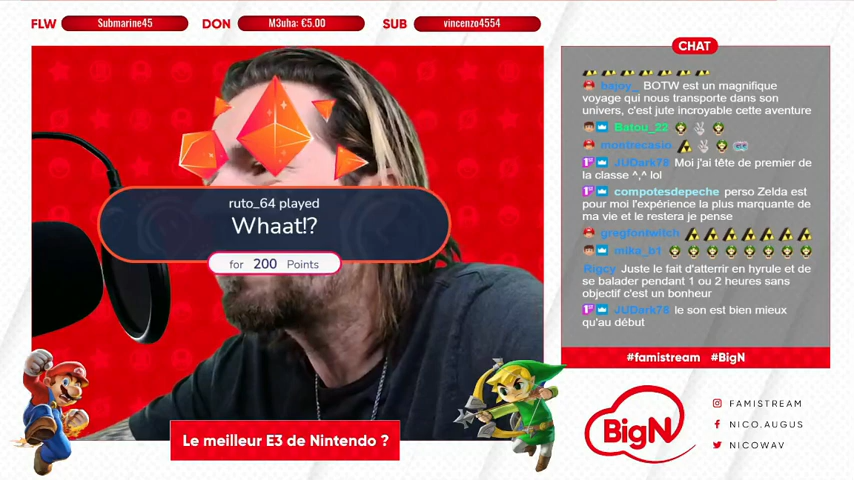 FLW Submarine45 DON M3uha: €5.00 SUB vincenzo4554
CHAT
ruto_64 played
Whaat!?
for 200 Points
bajoy_ BOTW est un magnifique
voyage qui nous transporte dans son
univers, c'est jute incroyable cette aventure
Batou_22
montrecasio
JUDark78 Moi j'ai tête de premier de
la classe ^,^ lol
compotesdepeche perso Zelda est
pour moi l'expérience la plus marquante de
ma vie et le restera je pense
gregfontwitch
mika_b1
Rigcy Juste le fait d'atterrir en hyrule et de
se balader pendant 1 ou 2 heures sans
objectif c'est un bonheur
JUDark78 le son est bien mieux
qu'au début
#famistream #BigN
Le meilleur E3 de Nintendo ?
BigN
FAMISTREAM
NICO.AUGUS
NICOWAV